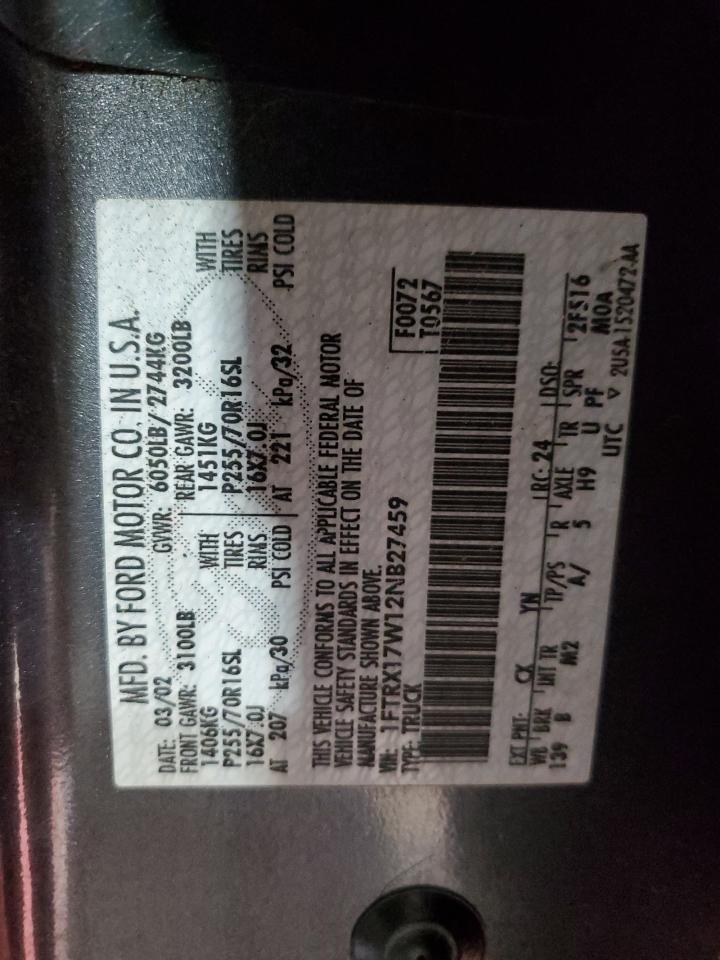 MFD. BY FORD MOTOR CO. IN U.S.A.
DATE: 03/02 GVWR: 6050LB/2744KG
FRONT GAWR: 3100LB REAR GAWR: 3200LB
1406KG WITH 1451KG WITH
P255/70R16SL TIRES P255/70R16SL TIRES
16X7.0J RIMS 16X7.0J RIMS
AT 207 kPa/30 PSI COLD AT 221 kPa/32 PSI COLD
THIS VEHICLE CONFORMS TO ALL APPLICABLE FEDERAL MOTOR
VEHICLE SAFETY STANDARDS IN EFFECT ON THE DATE OF
MANUFACTURE SHOWN ABOVE.
VIN: 1FTRX17W12NB27459 F0072
TYPE: TRUCK T0567
EXT PNT: CX YN RC: 24 DSO:
WB BRK INT TR TP/PS R AXLE TR SPR 2F516
139 B M2 A/ 5 H9 U PF M0A
UTC ▽ 2U5A-1520472-AA